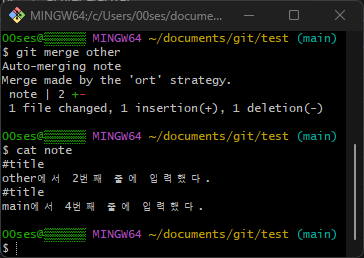 MINGW64:/c/Users/00ses/docume...
00ses@ MINGW64 ~/documents/git/test (main)
$ git merge other
Auto-merging note
Merge made by the 'ort' strategy.
note | 2 +-
1 file changed, 1 insertion(+), 1 deletion(-)
00ses@ MINGW64 ~/documents/git/test (main)
$ cat note
#title
other에서 2번째 줄에 입력했다.
#title
main에서 4번째 줄에 입력했다.
00ses@ MINGW64 ~/documents/git/test (main)
$